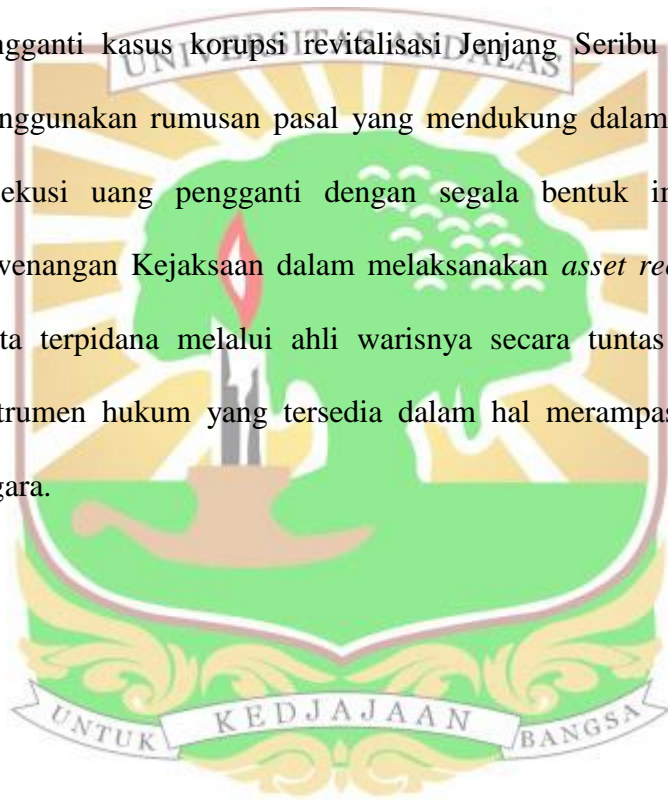 ngganti kasus korupsi revitalisasi Jenjang Seribu
UNIVERSITAS ANDALAS
nggunakan rumusan pasal yang mendukung dalam
ekusi uang pengganti dengan segala bentuk in
wenangan Kejaksaan dalam melaksanakan asset re
ta terpidana melalui ahli warisnya secara tuntas
trumen hukum yang tersedia dalam hal merampas
gara.
UNTUK KEDJAJAAN BANGSA